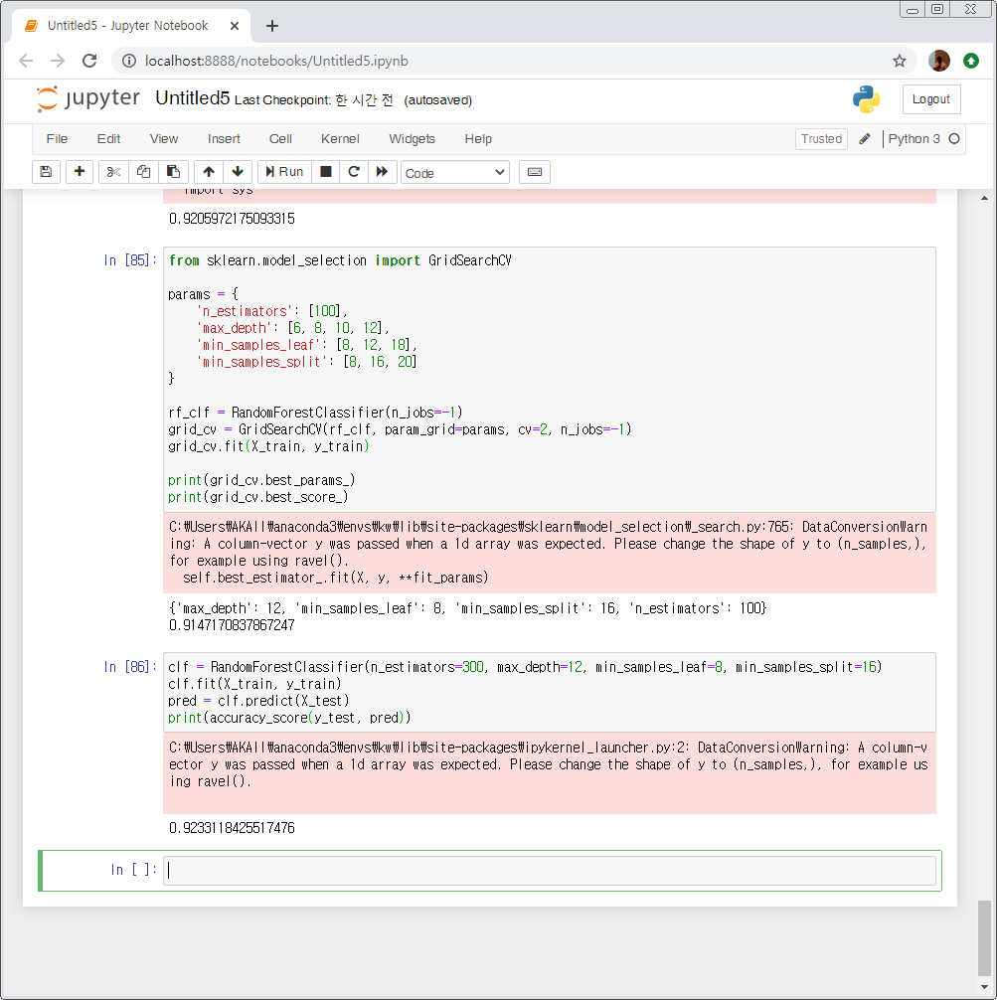 Untitled5 - Jupyter Notebook
localhost:8888/notebooks/Untitled5.ipynb
jupyter Untitled5 Last Checkpoint: 한 시간 전 (autosaved)
Logout
File Edit View Insert Cell Kernel Widgets Help Trusted Python 3
Run Code
import sys
0.9205972175093315
In [85]: from sklearn.model_selection import GridSearchCV
params = {
'n_estimators': [100],
'max_depth': [6, 8, 10, 12],
'min_samples_leaf': [8, 12, 18],
'min_samples_split': [8, 16, 20]
}
rf_clf = RandomForestClassifier(n_jobs=-1)
grid_cv = GridSearchCV(rf_clf, param_grid=params, cv=2, n_jobs=-1)
grid_cv.fit(X_train, y_train)
print(grid_cv.best_params_)
print(grid_cv.best_score_)
C:₩Users₩AKAII₩anaconda3₩envs₩kw₩lib₩site-packages₩sklearn₩model_selection₩_search.py:765: DataConversionWarn
ing: A column-vector y was passed when a 1d array was expected. Please change the shape of y to (n_samples,),
for example using ravel().
self.best_estimator_.fit(X, y, **fit_params)
{'max_depth': 12, 'min_samples_leaf': 8, 'min_samples_split': 16, 'n_estimators': 100}
0.9147170837867247
In [86]: clf = RandomForestClassifier(n_estimators=300, max_depth=12, min_samples_leaf=8, min_samples_split=16)
clf.fit(X_train, y_train)
pred = clf.predict(X_test)
print(accuracy_score(y_test, pred))
C:₩Users₩AKAII₩anaconda3₩envs₩kw₩lib₩site-packages₩ipykernel_launcher.py:2: DataConversionWarning: A column-v
ector y was passed when a 1d array was expected. Please change the shape of y to (n_samples,), for example us
ing ravel().
0.9233118425517476
In [ ]: